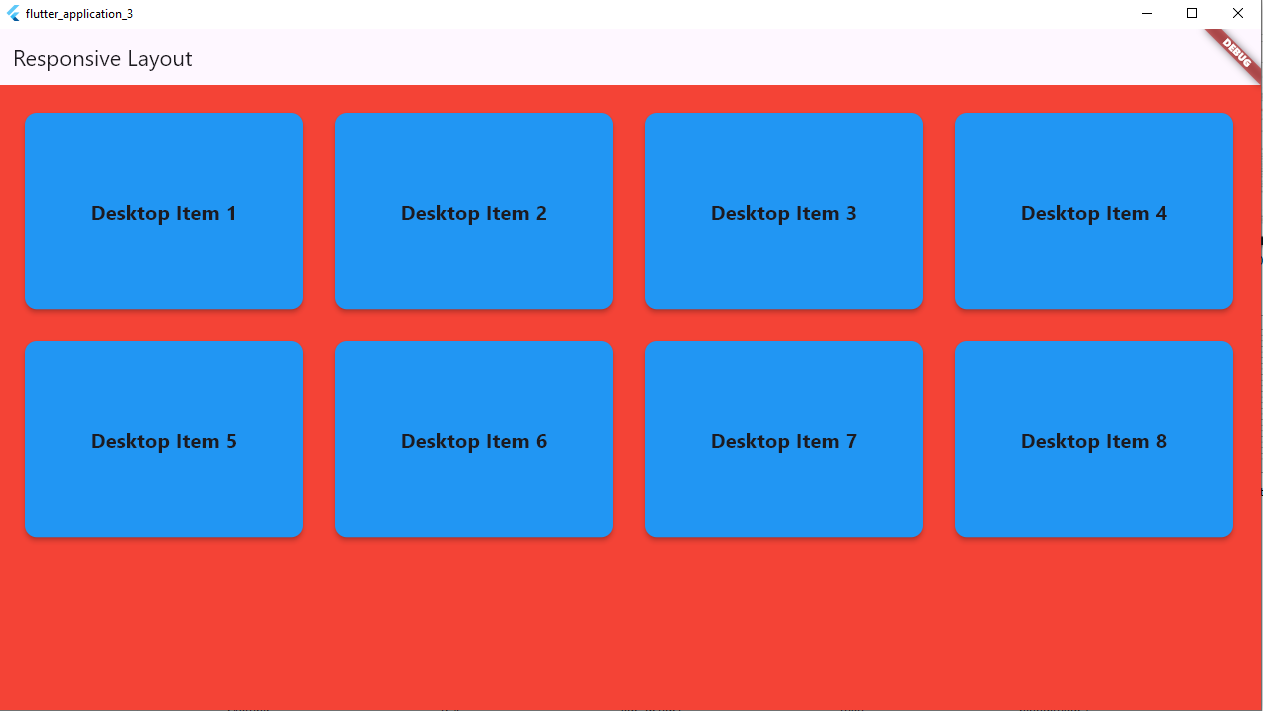 flutter_application_3
Responsive Layout
DEBUG
Desktop Item 1
Desktop Item 2
Desktop Item 3
Desktop Item 4
Desktop Item 5
Desktop Item 6
Desktop Item 7
Desktop Item 8